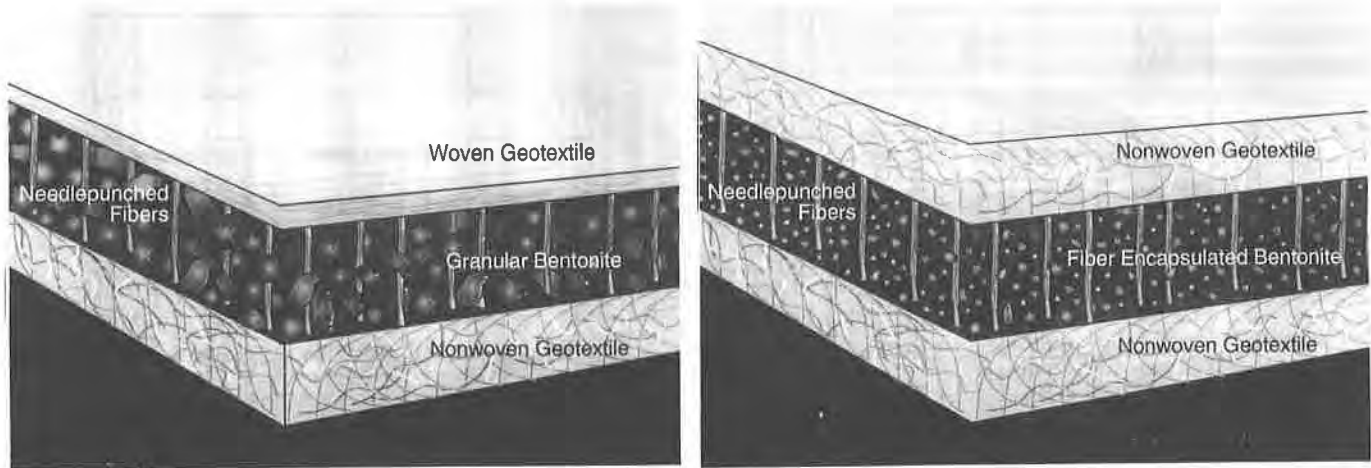 Woven Geotextile
Needlepunched
Fibers
Granular Bentonite
Nonwoven Geotextile
Nonwoven Geotextile
Needlepunched
Fibers
Fiber Encapsulated Bentonite
Nonwoven Geotextile